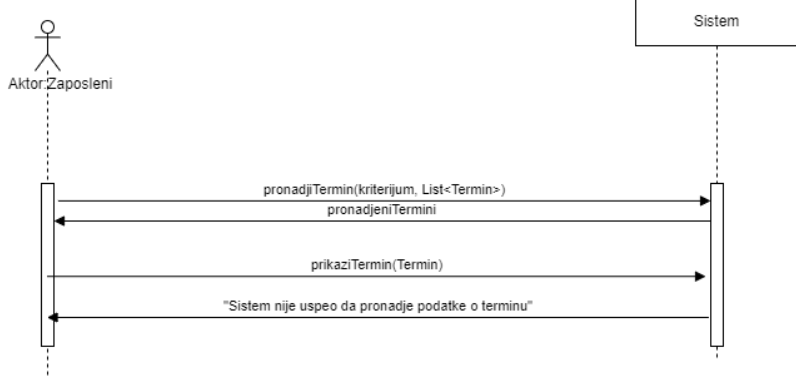 Sistem
Aktor:Zaposleni
pronadjiTermin(kriterijum, List<Termin>)
pronadjeniTermini
prikaziTermin(Termin)
"Sistem nije uspeo da pronadje podatke o terminu"